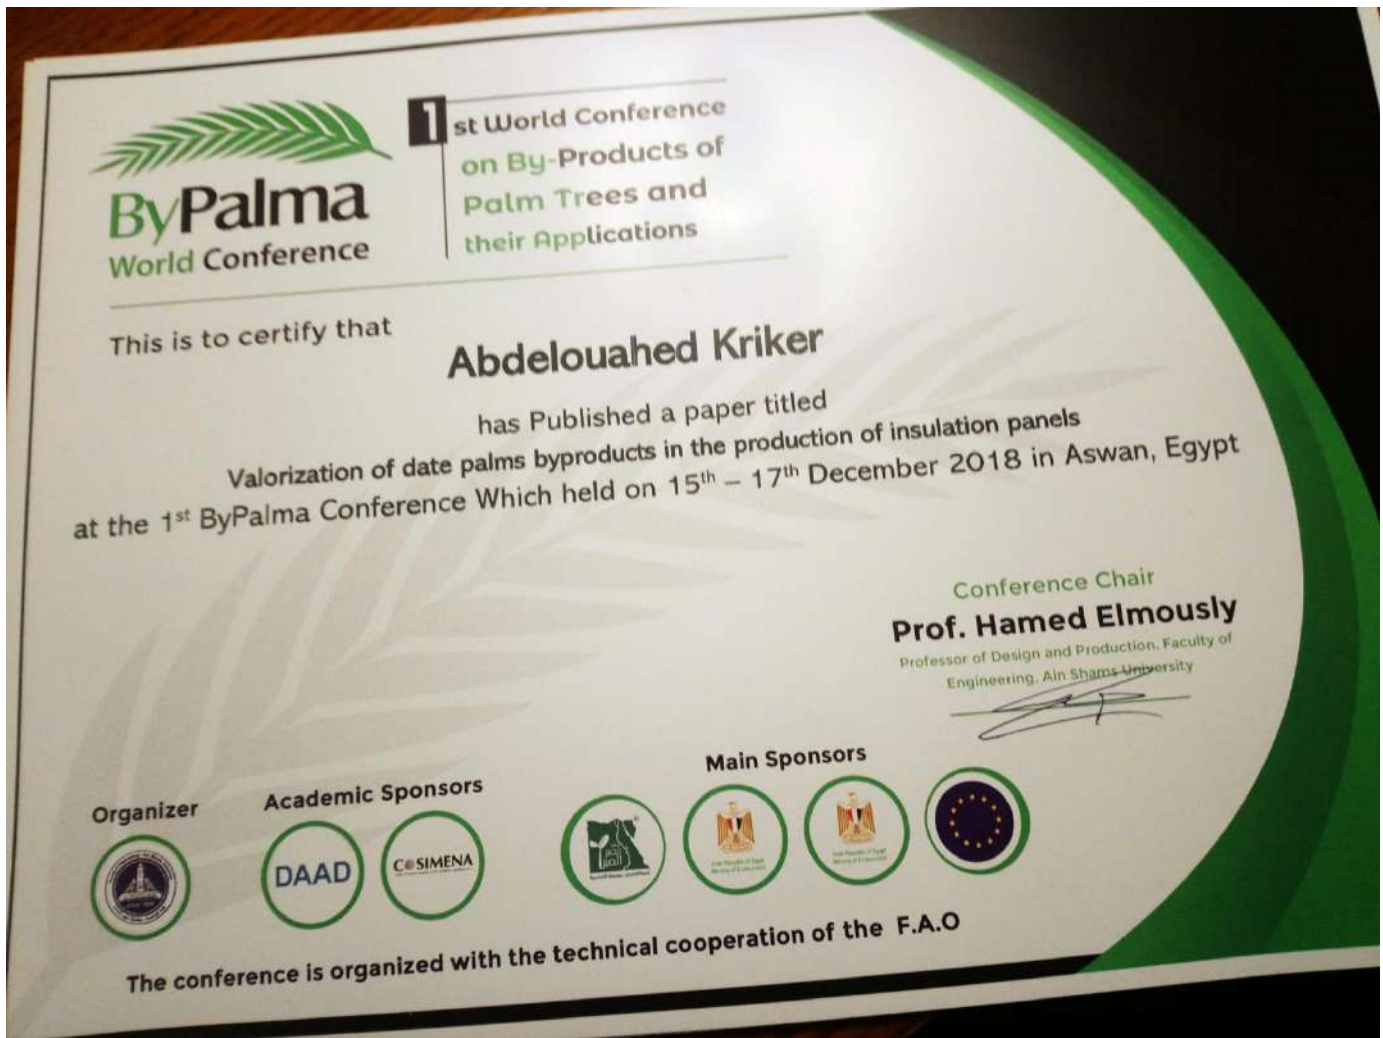 ByPalma
World Conference
1st World Conference
on By-Products of
Palm Trees and
their Applications
This is to certify that
Abdelouahed Kriker
has Published a paper titled
Valorization of date palms byproducts in the production of insulation panels
at the 1st ByPalma Conference Which held on 15th – 17th December 2018 in Aswan, Egypt
Conference Chair
Prof. Hamed Elmously
Professor of Design and Production, Faculty of
Engineering, Ain Shams University
Organizer
Academic Sponsors
Main Sponsors
DAAD
COSIMENA
The conference is organized with the technical cooperation of the F.A.O